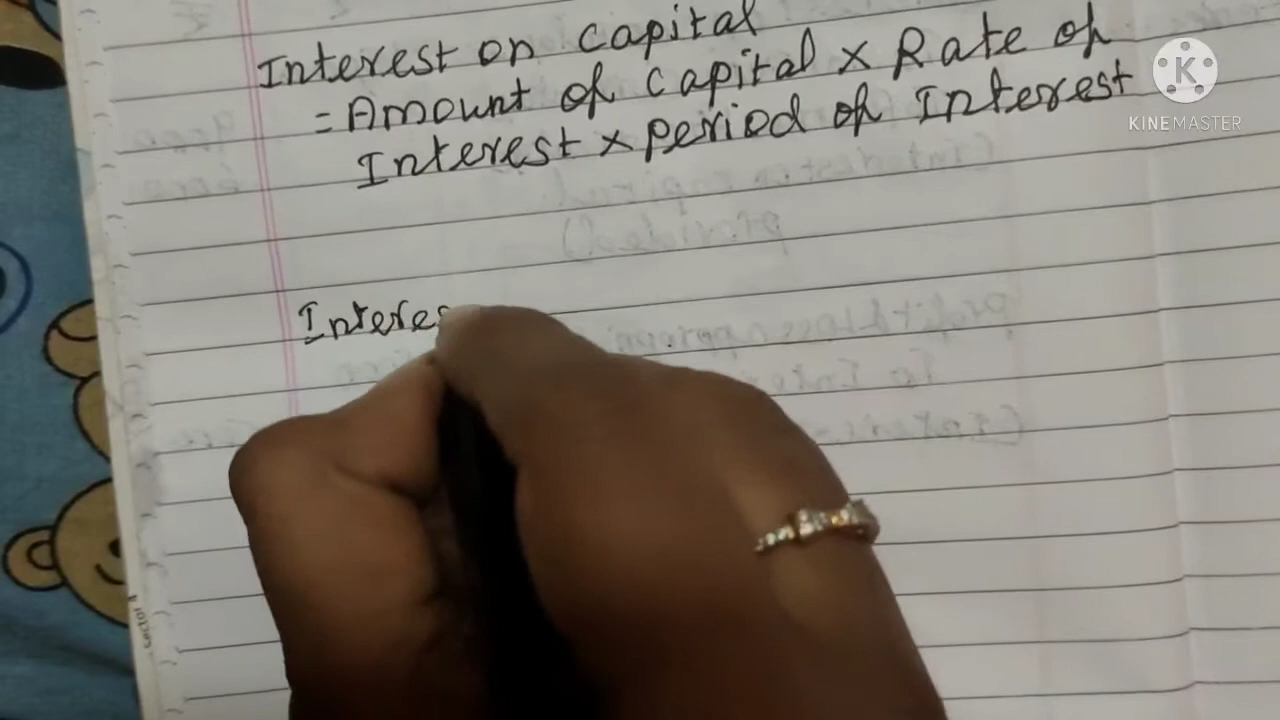 Interest on capital
= Amount of capital × Rate of
Interest × period of Interest
Interes
K
KINEMASTER